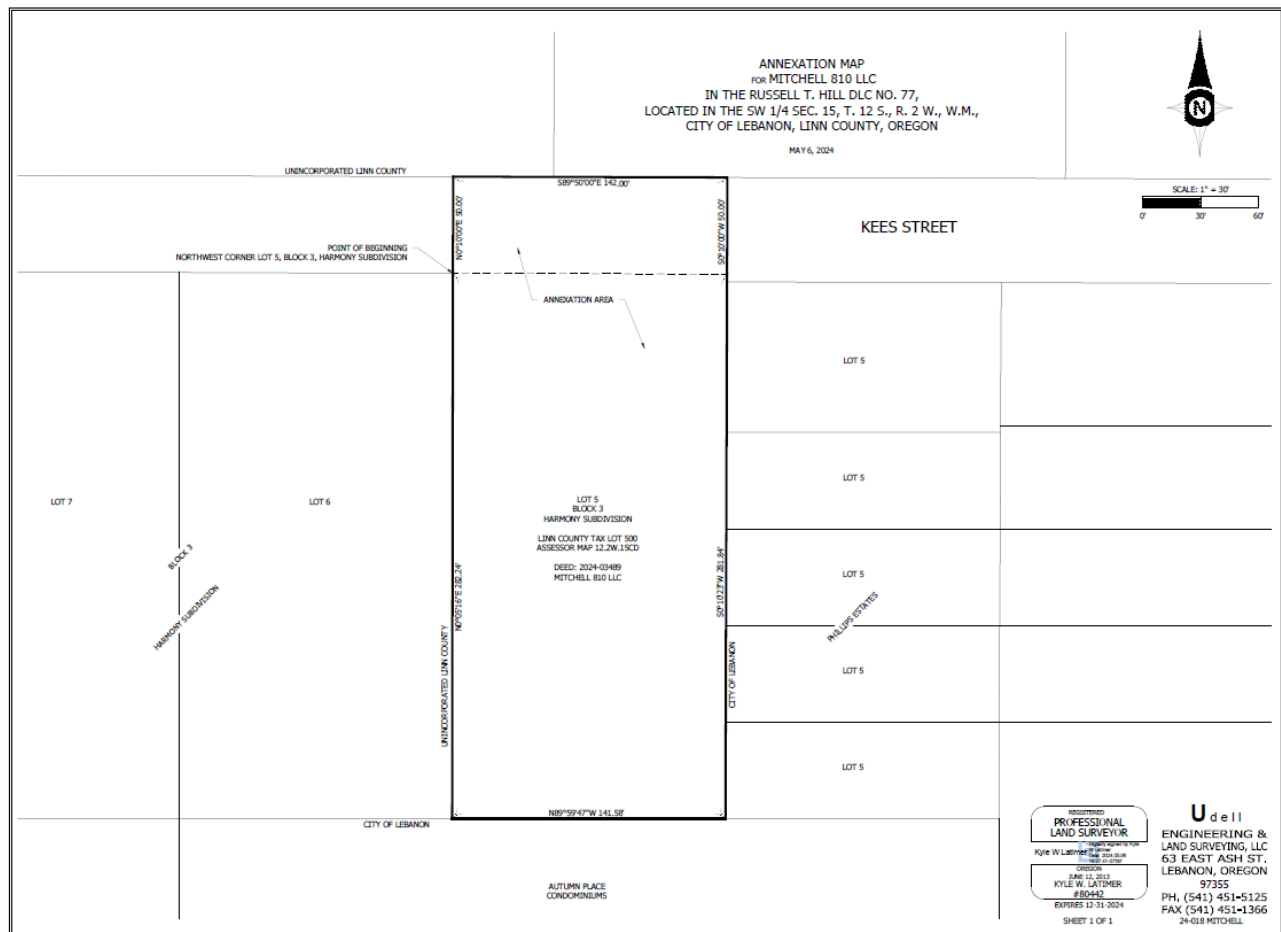 ANNEXATION MAP
FOR MITCHELL 810 LLC
IN THE RUSSELL T. HILL DLC NO. 77,
LOCATED IN THE SW 1/4 SEC. 15, T. 12 S., R. 2 W., W.M.,
CITY OF LEBANON, LINN COUNTY, OREGON
MAY 6, 2024
N
SCALE: 1" = 30'
0' 30' 60'
UNINCORPORATED LINN COUNTY
S89°50'00"E 142.00'
N0°10'00"E 50.00'
S0°10'00"W 50.00'
KEES STREET
POINT OF BEGINNING
NORTHWEST CORNER LOT 5, BLOCK 3, HARMONY SUBDIVISION
ANNEXATION AREA
LOT 5
LOT 5
LOT 7
LOT 6
LOT 5
BLOCK 3
HARMONY SUBDIVISION
LINN COUNTY TAX LOT 500
ASSESSOR MAP 12.2W.15CD
DEED: 2024-03489
MITCHELL 810 LLC
BLOCK 3
HARMONY SUBDIVISION
N0°05'16"E 282.24'
S0°10'23"W 281.84'
UNINCORPORATED LINN COUNTY
CITY OF LEBANON
LOT 5
PHILLIPS ESTATES
LOT 5
LOT 5
N89°59'47"W 141.58'
CITY OF LEBANON
AUTUMN PLACE
CONDOMINIUMS
REGISTERED
PROFESSIONAL
LAND SURVEYOR
Kyle W Latimer
Digitally signed by Kyle
W Latimer
OREGON
JUNE 12, 2013
KYLE W. LATIMER
#80442
EXPIRES 12-31-2024
SHEET 1 OF 1
Udell
ENGINEERING &
LAND SURVEYING, LLC
63 EAST ASH ST.
LEBANON, OREGON
97355
PH. (541) 451-5125
FAX (541) 451-1366
24-018 MITCHELL